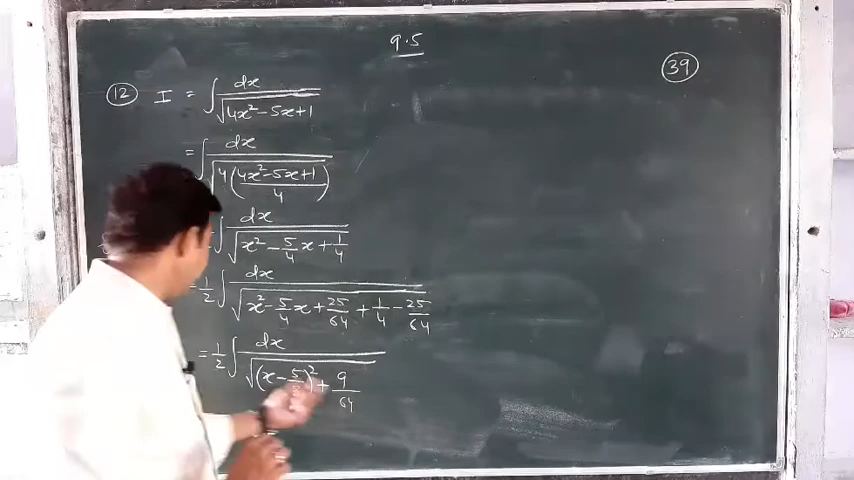 9.5
39
12 I = ∫ dx / √(4x² - 5x + 1)
= ∫ dx / √(4((4x² - 5x + 1) / 4))
∫ dx / √(x² - 5/4 x + 1/4)
= 1/2 ∫ dx / √(x² - 5/4 x + 25/64 + 1/4 - 25/64)
= 1/2 ∫ dx / √((x - 5/)² + 9/64)